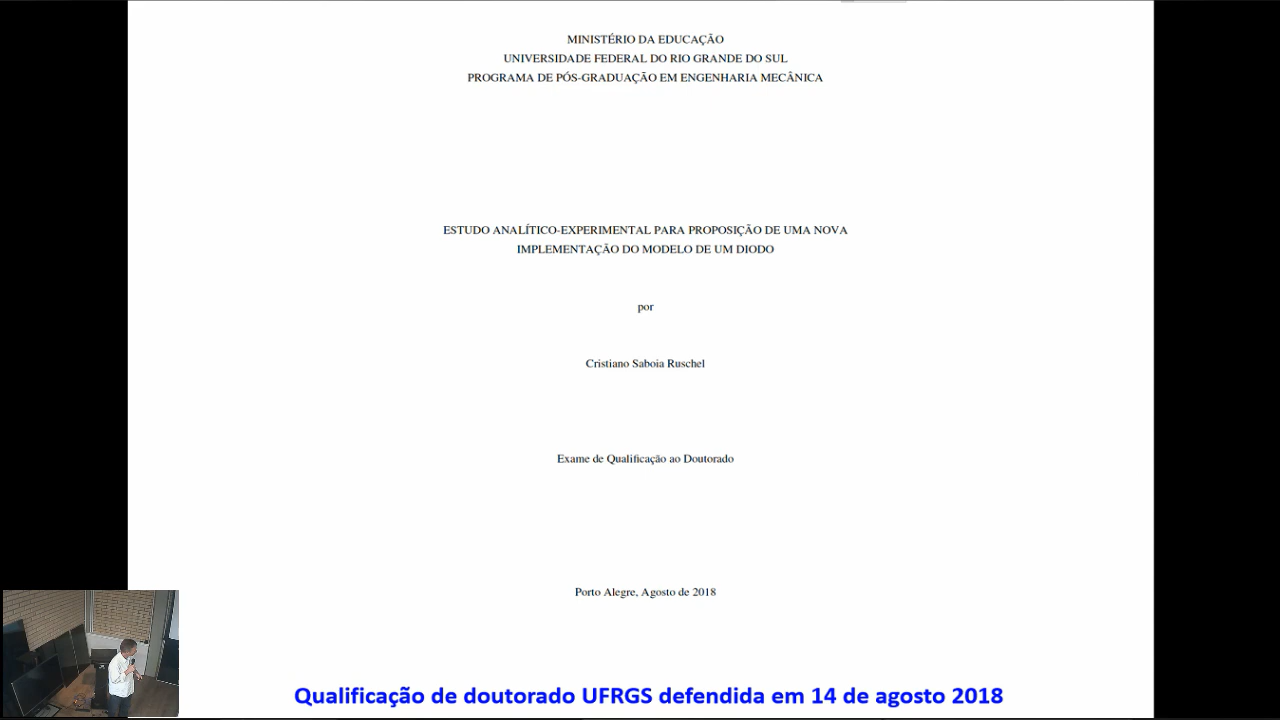 MINISTÉRIO DA EDUCAÇÃO
UNIVERSIDADE FEDERAL DO RIO GRANDE DO SUL
PROGRAMA DE PÓS-GRADUAÇÃO EM ENGENHARIA MECÂNICA
ESTUDO ANALÍTICO-EXPERIMENTAL PARA PROPOSIÇÃO DE UMA NOVA
IMPLEMENTAÇÃO DO MODELO DE UM DIODO
por
Cristiano Saboia Ruschel
Exame de Qualificação ao Doutorado
Porto Alegre, Agosto de 2018
Qualificação de doutorado UFRGS defendida em 14 de agosto 2018